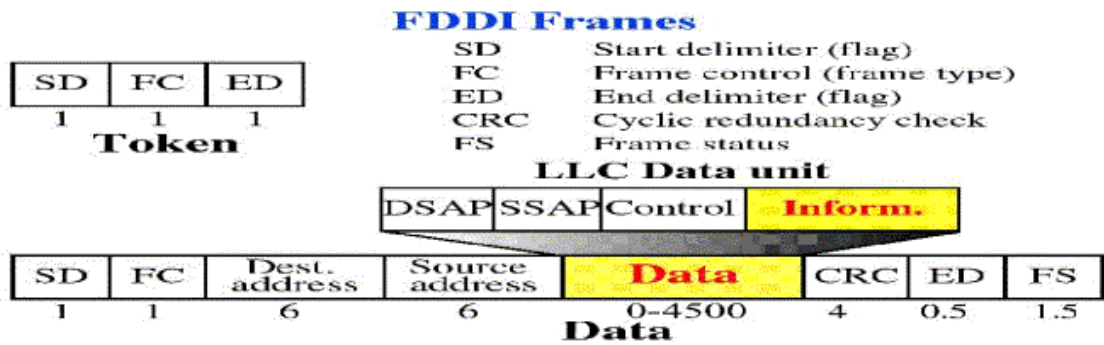 FDDI Frames
SD Start delimiter (flag)
FC Frame control (frame type)
ED End delimiter (flag)
CRC Cyclic redundancy check
FS Frame status
SD FC ED
1 1 1
Token
LLC Data unit
DSAP SSAP Control Inform.
SD FC Dest. address Source address Data CRC ED FS
1 1 6 6 0-4500 4 0.5 1.5
Data